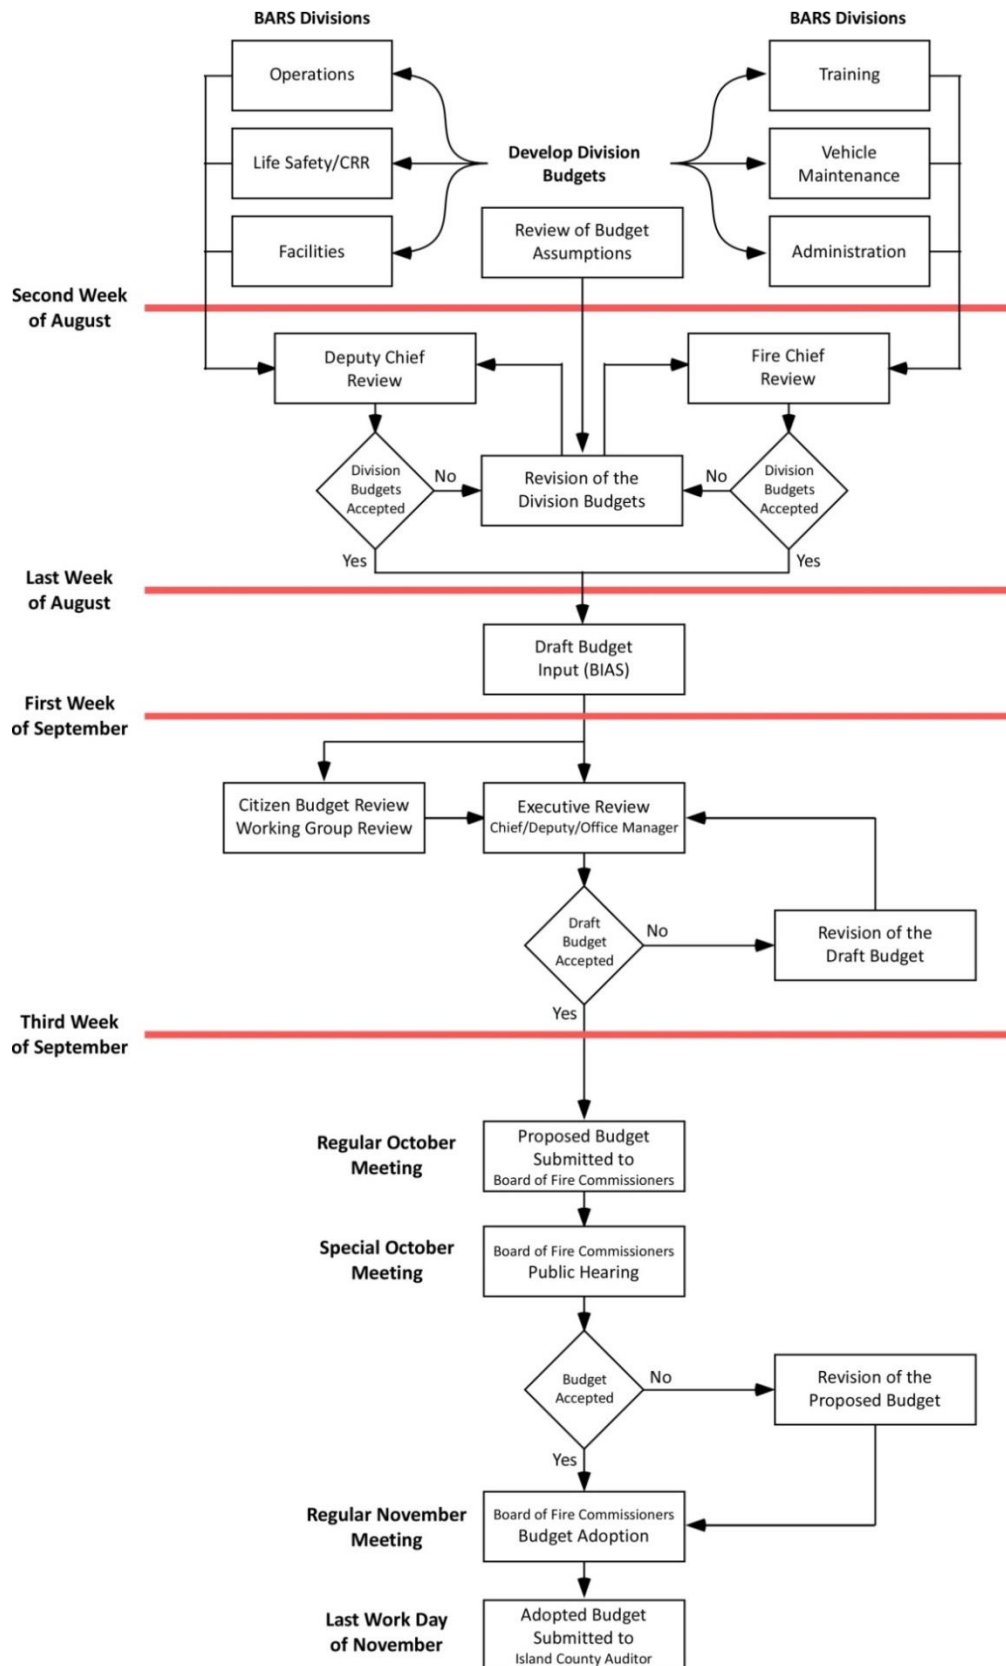 BARS Divisions
BARS Divisions
Operations
Training
Life Safety/CRR
Develop Division
Budgets
Vehicle
Maintenance
Facilities
Review of Budget
Assumptions
Administration
Second Week
of August
Deputy Chief
Review
Fire Chief
Review
Division
Budgets
Accepted
No
Revision of the
Division Budgets
No
Division
Budgets
Accepted
Yes
Yes
Last Week
of August
Draft Budget
Input (BIAS)
First Week
of September
Citizen Budget Review
Working Group Review
Executive Review
Chief/Deputy/Office Manager
Draft
Budget
Accepted
No
Revision of the
Draft Budget
Yes
Third Week
of September
Regular October
Meeting
Proposed Budget
Submitted to
Board of Fire Commissioners
Special October
Meeting
Board of Fire Commissioners
Public Hearing
Budget
Accepted
No
Revision of the
Proposed Budget
Yes
Regular November
Meeting
Board of Fire Commissioners
Budget Adoption
Last Work Day
of November
Adopted Budget
Submitted to
Island County Auditor